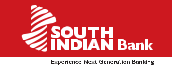 SOUTH
INDIAN Bank
Experience Next Generation Banking